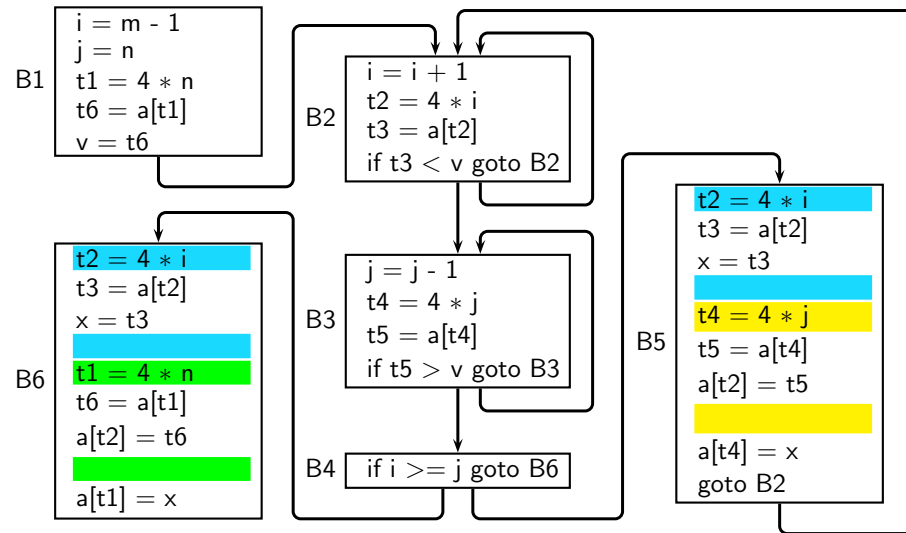 B1
i = m - 1
j = n
t1 = 4 * n
t6 = a[t1]
v = t6
B2
i = i + 1
t2 = 4 * i
t3 = a[t2]
if t3 < v goto B2
B3
j = j - 1
t4 = 4 * j
t5 = a[t4]
if t5 > v goto B3
B4
if i >= j goto B6
B5
t2 = 4 * i
t3 = a[t2]
x = t3
t4 = 4 * j
t5 = a[t4]
a[t2] = t5
a[t4] = x
goto B2
B6
t2 = 4 * i
t3 = a[t2]
x = t3
t1 = 4 * n
t6 = a[t1]
a[t2] = t6
a[t1] = x